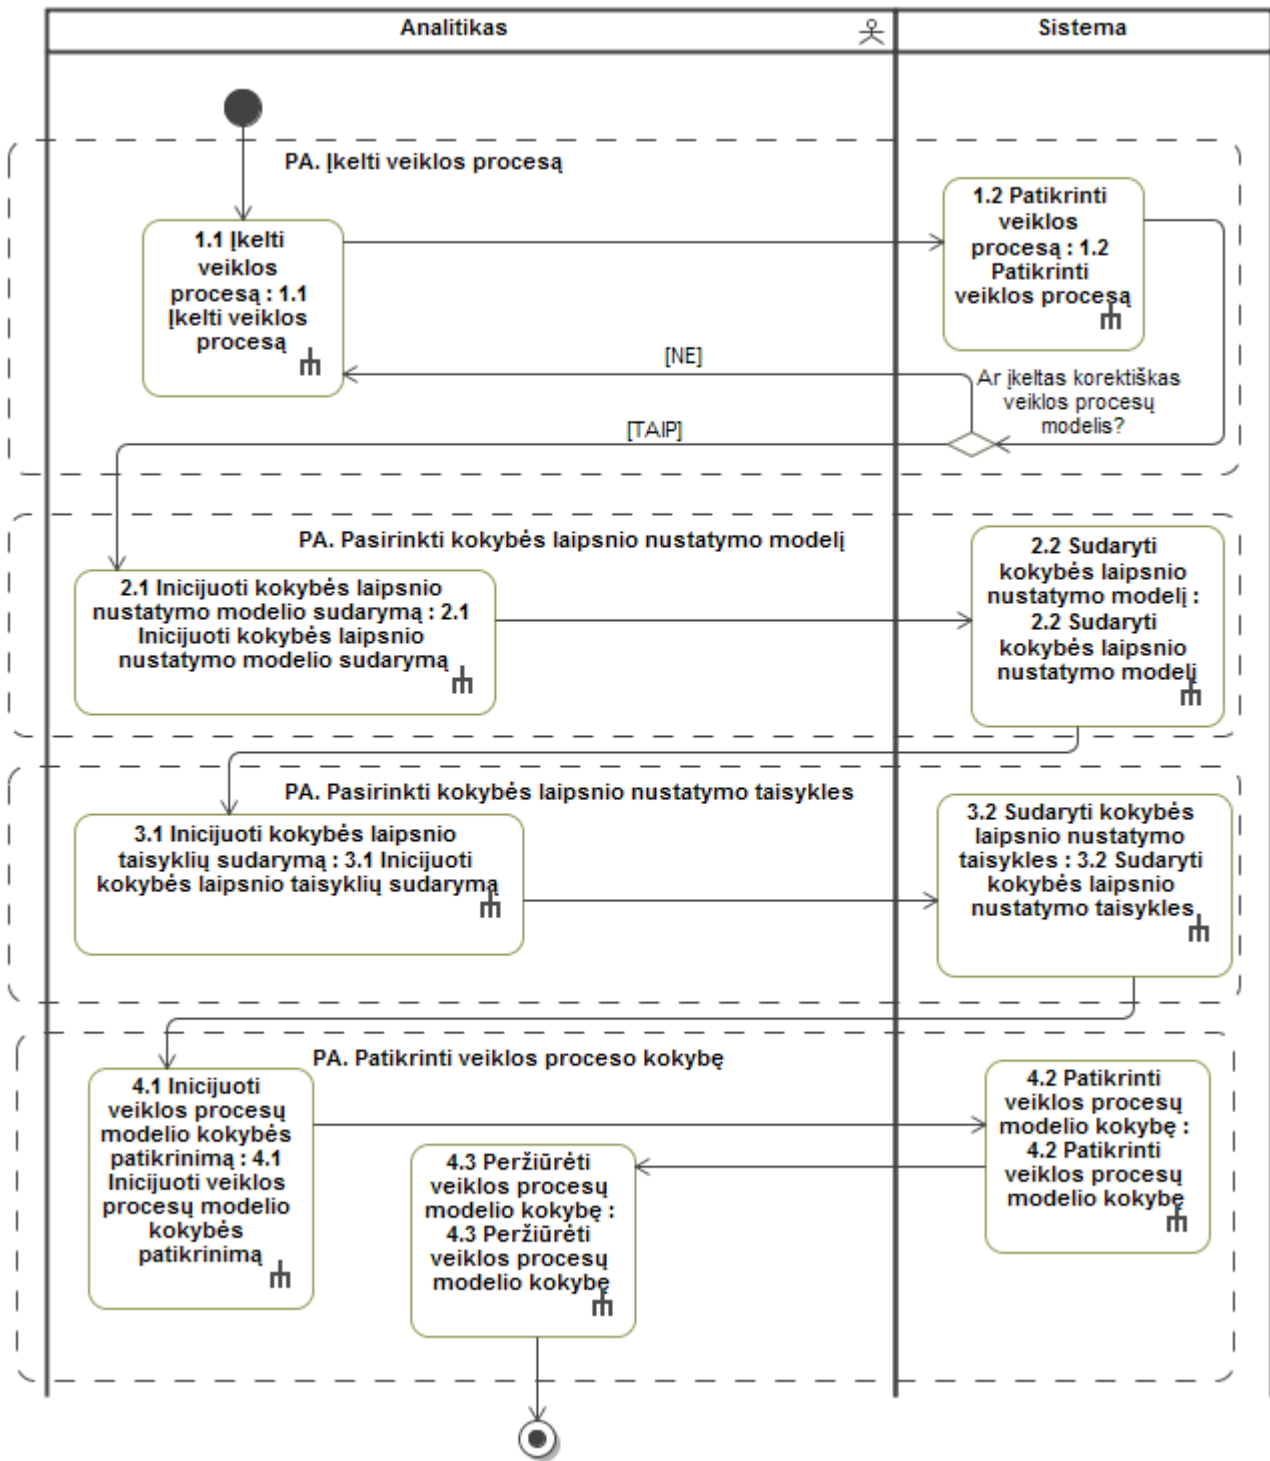 Analitikas
Sistema
PA. Įkelti veiklos procesą
1.1 Įkelti
veiklos
procesą : 1.1
Įkelti veiklos
procesą
1.2 Patikrinti
veiklos
procesą : 1.2
Patikrinti
veiklos procesą
[NE]
Ar įkeltas korektiškas
veiklos procesų
modelis?
[TAIP]
PA. Pasirinkti kokybės laipsnio nustatymo modelį
2.1 Inicijuoti kokybės laipsnio
nustatymo modelio sudarymą : 2.1
Inicijuoti kokybės laipsnio
nustatymo modelio sudarymą
2.2 Sudaryti
kokybės laipsnio
nustatymo modelį :
2.2 Sudaryti
kokybės laipsnio
nustatymo modelį
PA. Pasirinkti kokybės laipsnio nustatymo taisykles
3.1 Inicijuoti kokybės laipsnio
taisyklių sudarymą : 3.1 Inicijuoti
kokybės laipsnio taisyklių sudarymą
3.2 Sudaryti kokybės
laipsnio nustatymo
taisykles : 3.2 Sudaryti
kokybės laipsnio
nustatymo taisykles
PA. Patikrinti veiklos proceso kokybę
4.1 Inicijuoti
veiklos procesų
modelio kokybės
patikrinimą : 4.1
Inicijuoti veiklos
procesų modelio
kokybės
patikrinimą
4.3 Peržiūrėti
veiklos procesų
modelio kokybę :
4.3 Peržiūrėti
veiklos procesų
modelio kokybę
4.2 Patikrinti
veiklos procesų
modelio kokybę :
4.2 Patikrinti
veiklos procesų
modelio kokybę